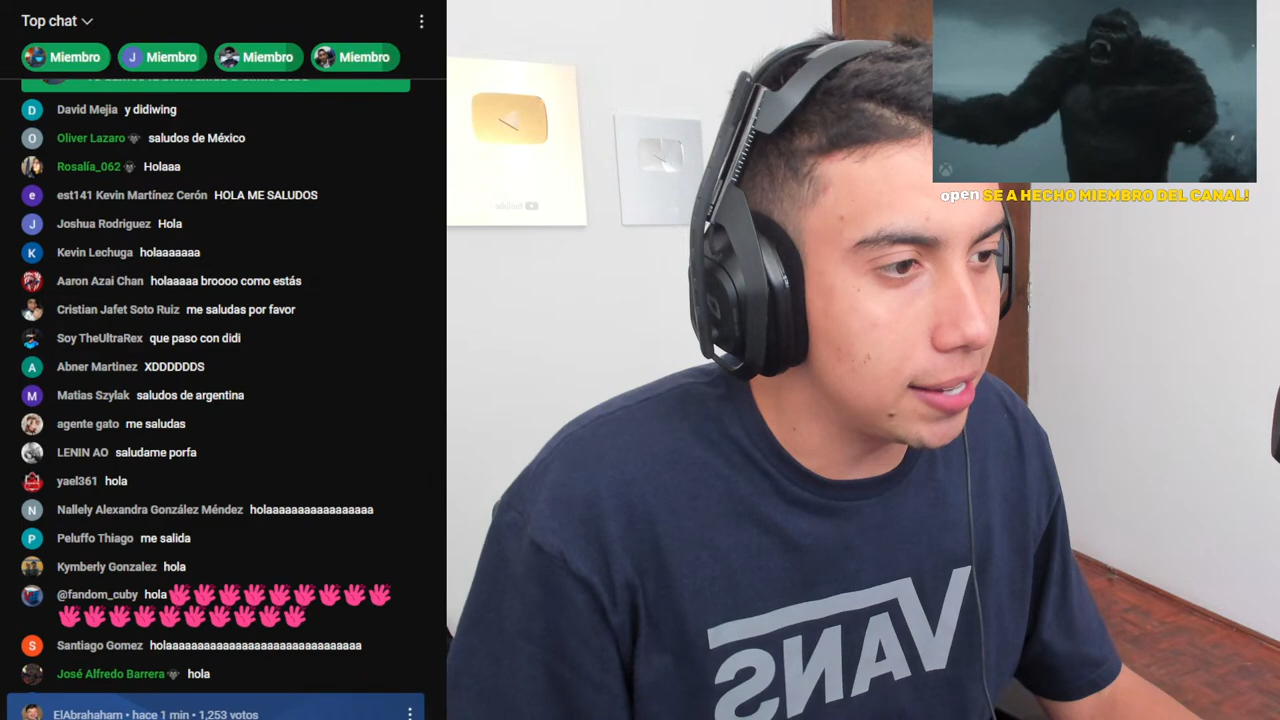 Top chat
Miembro
J Miembro
Miembro
Miembro
D David Mejia y didiwing
O Oliver Lazaro saludos de México
Rosalía_062 Holaaa
e est141 Kevin Martínez Cerón HOLA ME SALUDOS
J Joshua Rodriguez Hola
K Kevin Lechuga holaaaaaaa
Aaron Azai Chan holaaaaa broooo como estás
Cristian Jafet Soto Ruiz me saludas por favor
Soy TheUltraRex que paso con didi
A Abner Martinez XDDDDDDS
M Matias Szylak saludos de argentina
agente gato me saludas
LENIN AO saludame porfa
yael361 hola
N Nallely Alexandra González Méndez holaaaaaaaaaaaaaaaaa
P Peluffo Thiago me salida
Kymberly Gonzalez hola
@fandom_cuby hola
S Santiago Gomez holaaaaaaaaaaaaaaaaaaaaaaaaaaaaaaa
José Alfredo Barrera hola
ElAbrahaham • hace 1 min • 1,253 votos
open SE A HECHO MIEMBRO DEL CANAL!
VANS